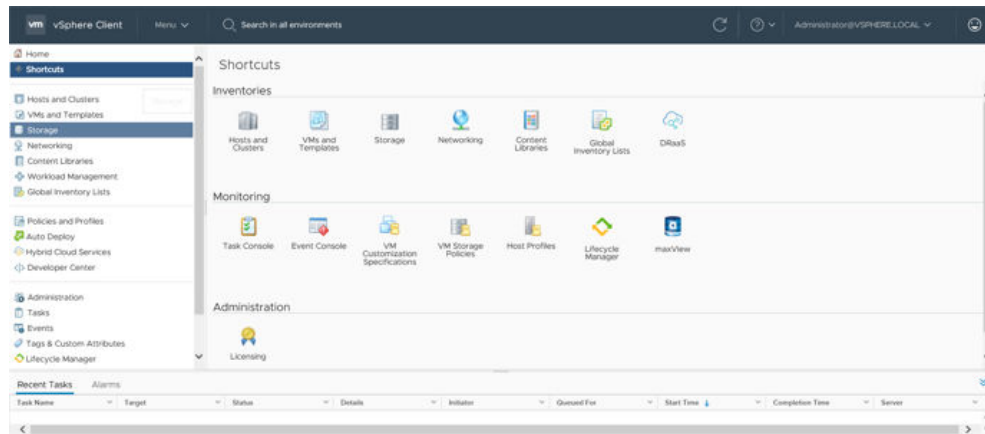 vm vSphere Client Menu Search in all environments Administrator@VSPHERE.LOCAL
Home
Shortcuts
Hosts and Clusters
VMs and Templates
Storage
Networking
Content Libraries
Workload Management
Global Inventory Lists
Policies and Profiles
Auto Deploy
Hybrid Cloud Services
Developer Center
Administration
Tasks
Events
Tags & Custom Attributes
Lifecycle Manager
Shortcuts
Inventories
Hosts and
Clusters
VMs and
Templates
Storage
Networking
Content
Libraries
Global
Inventory Lists
DRaaS
Monitoring
Task Console
Event Console
VM
Customization
Specifications
VM Storage
Policies
Host Profiles
Lifecycle
Manager
maxView
Administration
Licensing
Recent Tasks Alarms
Task Name Target Status Details Initiator Queued For Start Time Completion Time Server